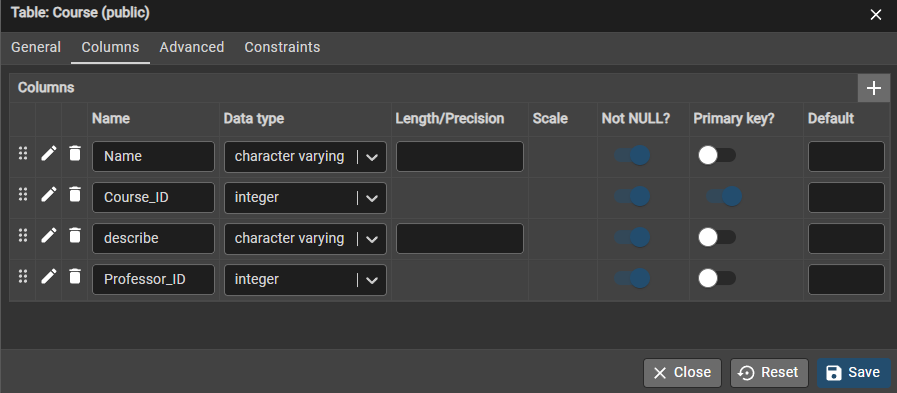 Table: Course (public)
General Columns Advanced Constraints
Columns
Name Data type Length/Precision Scale Not NULL? Primary key? Default
Name character varying
Course_ID integer
describe character varying
Professor_ID integer
Close Reset Save